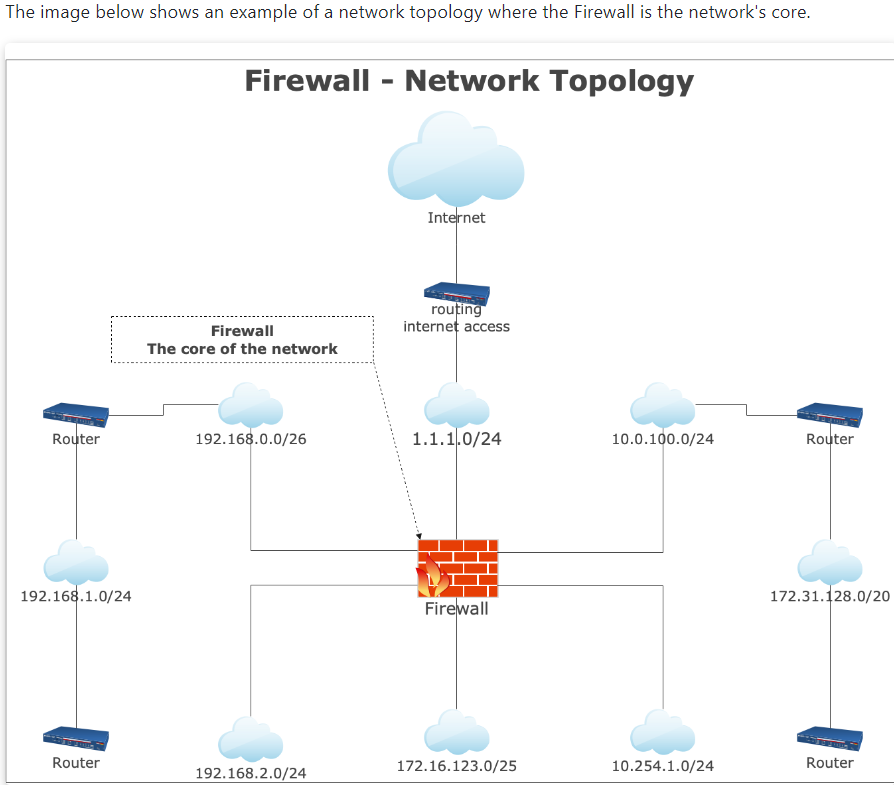 The image below shows an example of a network topology where the Firewall is the network's core.
Firewall - Network Topology
Internet
routing
internet access
Firewall
The core of the network
Router
192.168.0.0/26
1.1.1.0/24
10.0.100.0/24
Router
192.168.1.0/24
Firewall
172.31.128.0/20
Router
192.168.2.0/24
172.16.123.0/25
10.254.1.0/24
Router